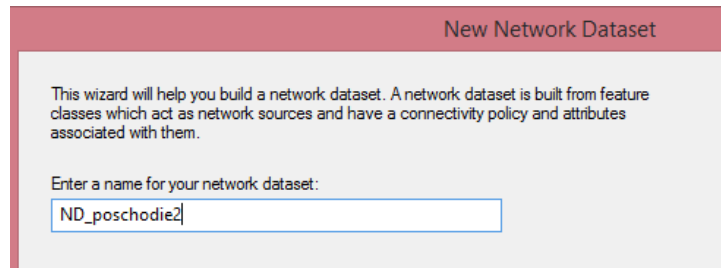 New Network Dataset
This wizard will help you build a network dataset. A network dataset is built from feature
classes which act as network sources and have a connectivity policy and attributes
associated with them.
Enter a name for your network dataset:
ND_poschodie2